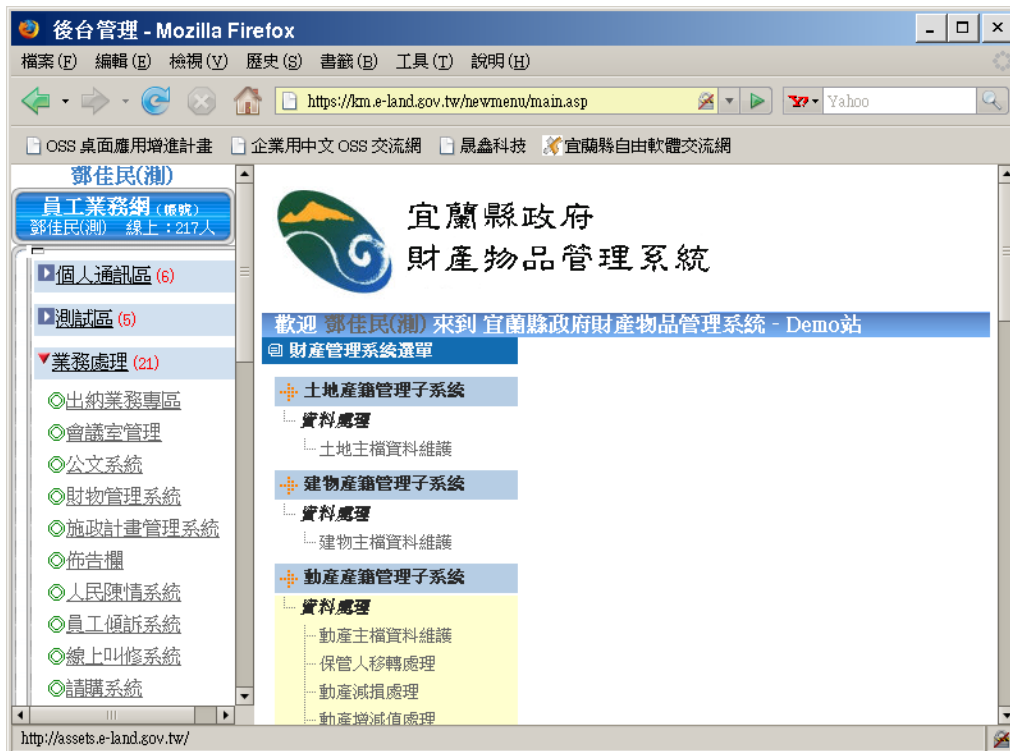 後台管理 - Mozilla Firefox
檔案(F) 編輯(E) 檢視(V) 歷史(S) 書籤(B) 工具(T) 說明(H)
https://km.e-land.gov.tw/newmenu/main.asp
Yahoo
OSS 桌面應用增進計畫 企業用中文 OSS 交流網 晟鑫科技 宜蘭縣自由軟體交流網
鄧佳民(測)
員工業務網(帳號)
鄧佳民(測) 線上：217人
個人通訊區 (6)
測試區 (5)
業務處理 (21)
出納業務專區
會議室管理
公文系統
財物管理系統
施政計畫管理系統
佈告欄
人民陳情系統
員工傾訴系統
線上叫修系統
請購系統
宜蘭縣政府
財產物品管理系統
歡迎 鄧佳民(測) 來到 宜蘭縣政府財產物品管理系統 - Demo站
財產管理系統選單
土地產籍管理子系統
資料處理
土地主檔資料維護
建物產籍管理子系統
資料處理
建物主檔資料維護
動產產籍管理子系統
資料處理
動產主檔資料維護
保管人移轉處理
動產減損處理
動產增減值處理
http://assets.e-land.gov.tw/